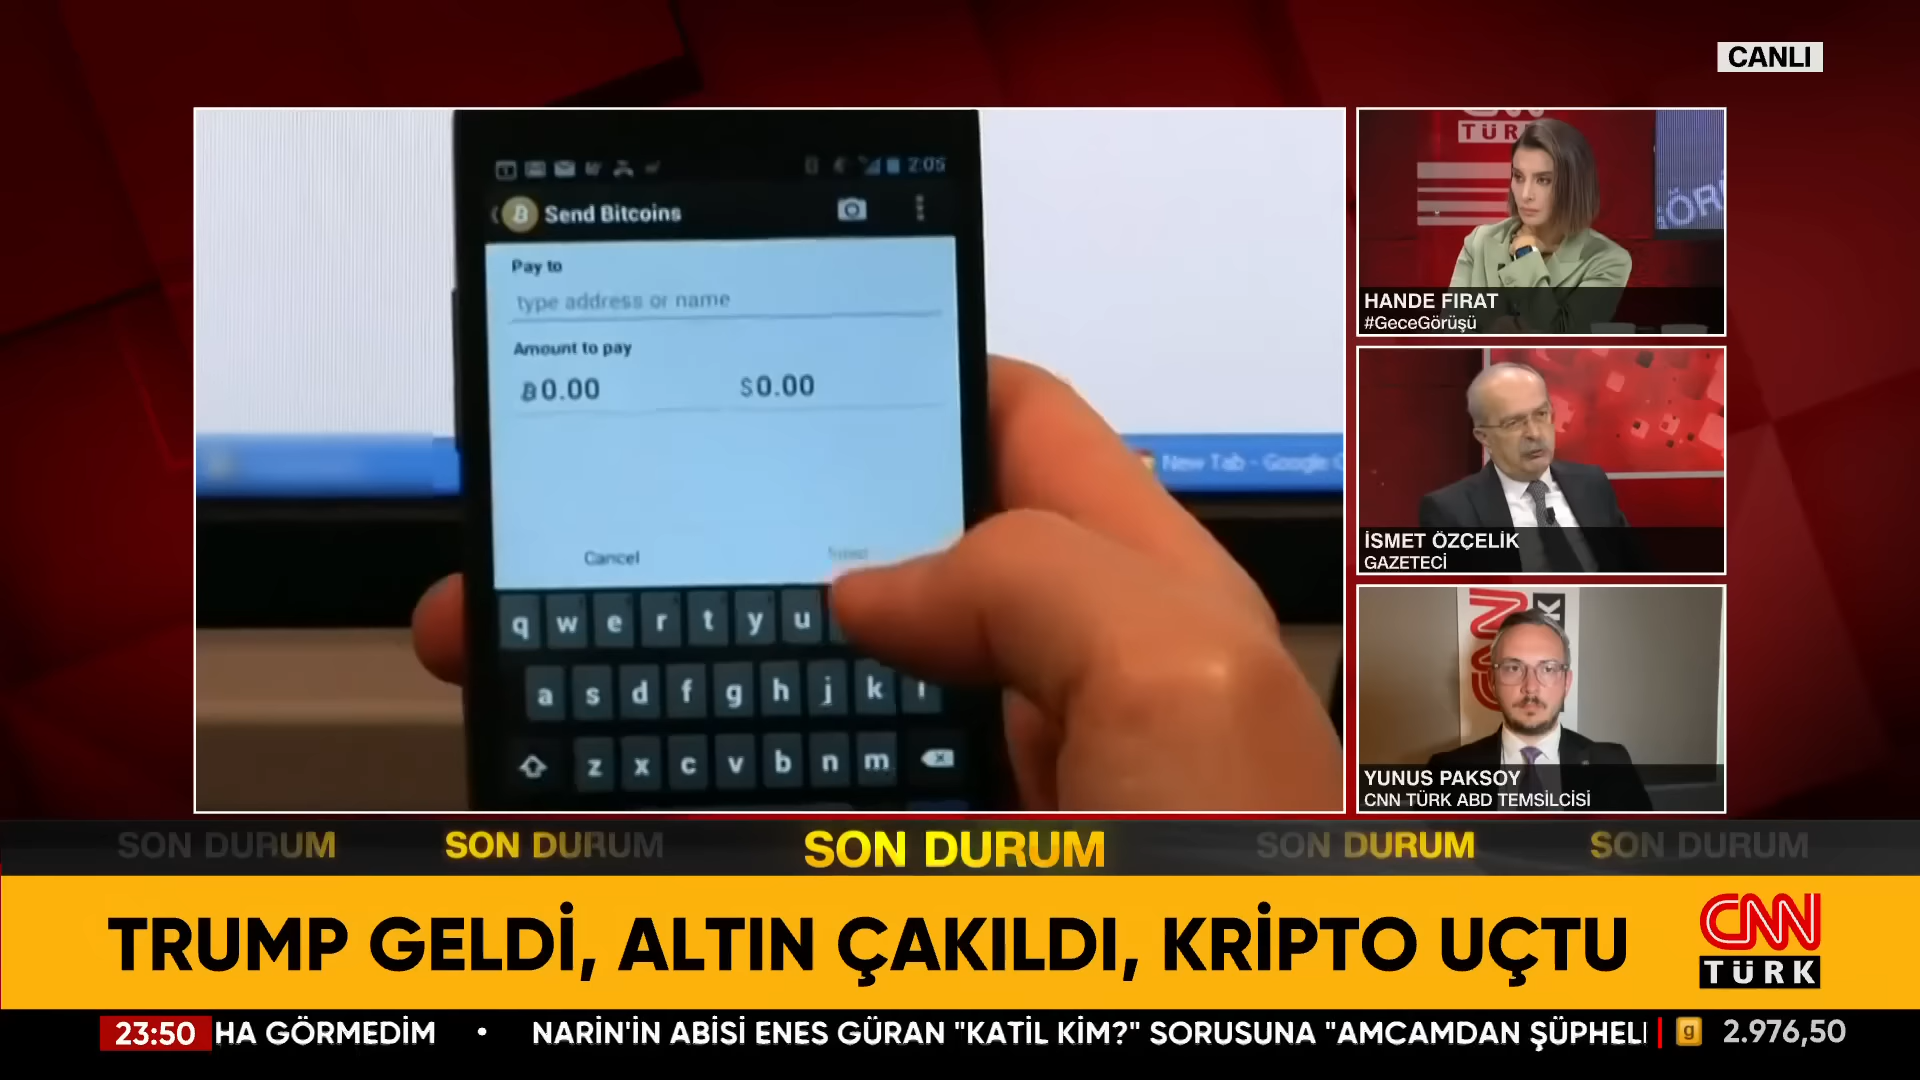 CANLI
2:05
Send Bitcoins
Pay to
type address or name
Amount to pay
0.00 $0.00
New Tab - Google C
Cancel
q w e r t y u
a s d f g h j k l
z x c v b n m
TÜRK
HANDE FIRAT
#GeceGörüşü
İSMET ÖZÇELİK
GAZETECİ
CNN
YUNUS PAKSOY
CNN TÜRK ABD TEMSİLCİSİ
SON DURUM SON DURUM SON DURUM SON DURUM SON DURUM
TRUMP GELDİ, ALTIN ÇAKILDI, KRİPTO UÇTU
CNN
TÜRK
23:50 HA GÖRMEDİM • NARİN'İN ABİSİ ENES GÜRAN "KATİL KİM?" SORUSUNA "AMCAMDAN ŞÜPHELİ g 2.976,50